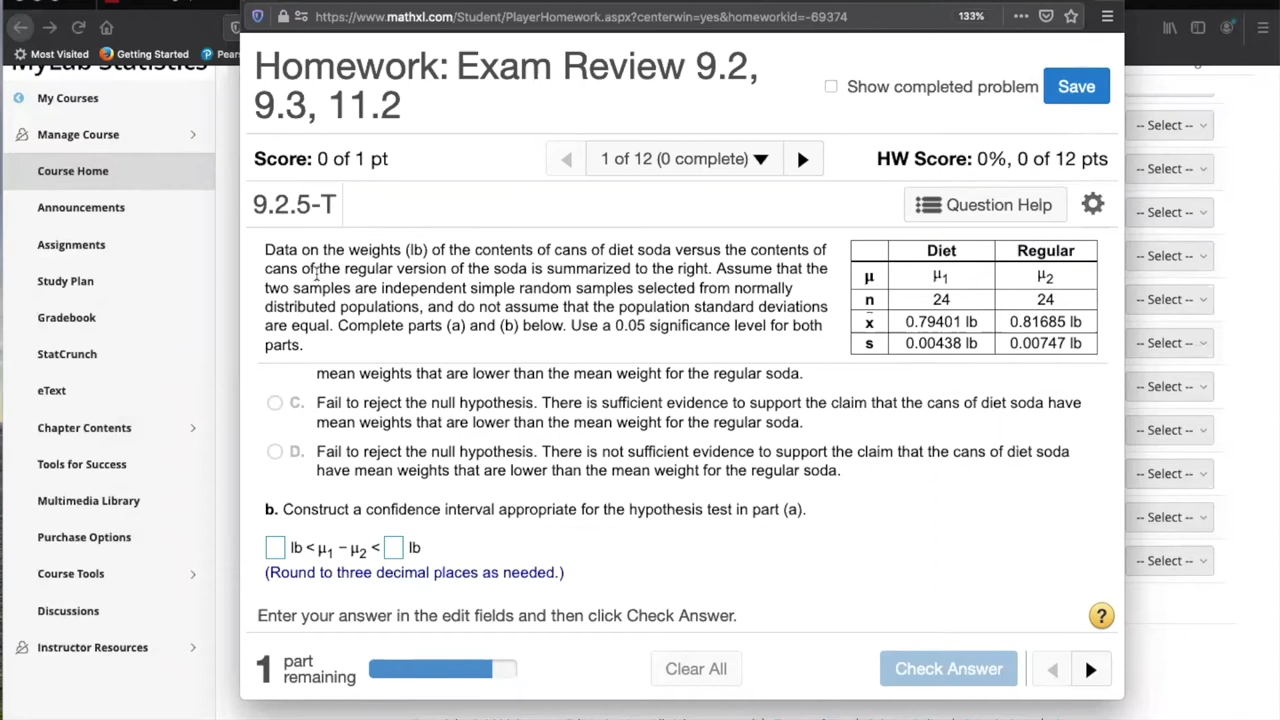 https://www.mathxl.com/Student/PlayerHomework.aspx?centerwin=yes&homeworkid=-69374
133%
Most Visited
Getting Started
MyLab Statistics
My Courses
Manage Course
Course Home
Announcements
Assignments
Study Plan
Gradebook
StatCrunch
eText
Chapter Contents
Tools for Success
Multimedia Library
Purchase Options
Course Tools
Discussions
Instructor Resources
Homework: Exam Review 9.2,
9.3, 11.2
Show completed problem
Save
Score: 0 of 1 pt
1 of 12 (0 complete)
HW Score: 0%, 0 of 12 pts
9.2.5-T
Question Help
Data on the weights (lb) of the contents of cans of diet soda versus the contents of
cans of the regular version of the soda is summarized to the right. Assume that the
two samples are independent simple random samples selected from normally
distributed populations, and do not assume that the population standard deviations
are equal. Complete parts (a) and (b) below. Use a 0.05 significance level for both
parts.
Diet Regular
μ μ1 μ2
n 24 24
x̄ 0.79401 lb 0.81685 lb
s 0.00438 lb 0.00747 lb
mean weights that are lower than the mean weight for the regular soda.
C. Fail to reject the null hypothesis. There is sufficient evidence to support the claim that the cans of diet soda have
mean weights that are lower than the mean weight for the regular soda.
D. Fail to reject the null hypothesis. There is not sufficient evidence to support the claim that the cans of diet soda
have mean weights that are lower than the mean weight for the regular soda.
b. Construct a confidence interval appropriate for the hypothesis test in part (a).
lb < μ1 − μ2 < lb
(Round to three decimal places as needed.)
Enter your answer in the edit fields and then click Check Answer.
?
1 part
remaining
Clear All
Check Answer
-- Select --
-- Select --
-- Select --
-- Select --
-- Select --
-- Select --
-- Select --
-- Select --
-- Select --
-- Select --
-- Select --